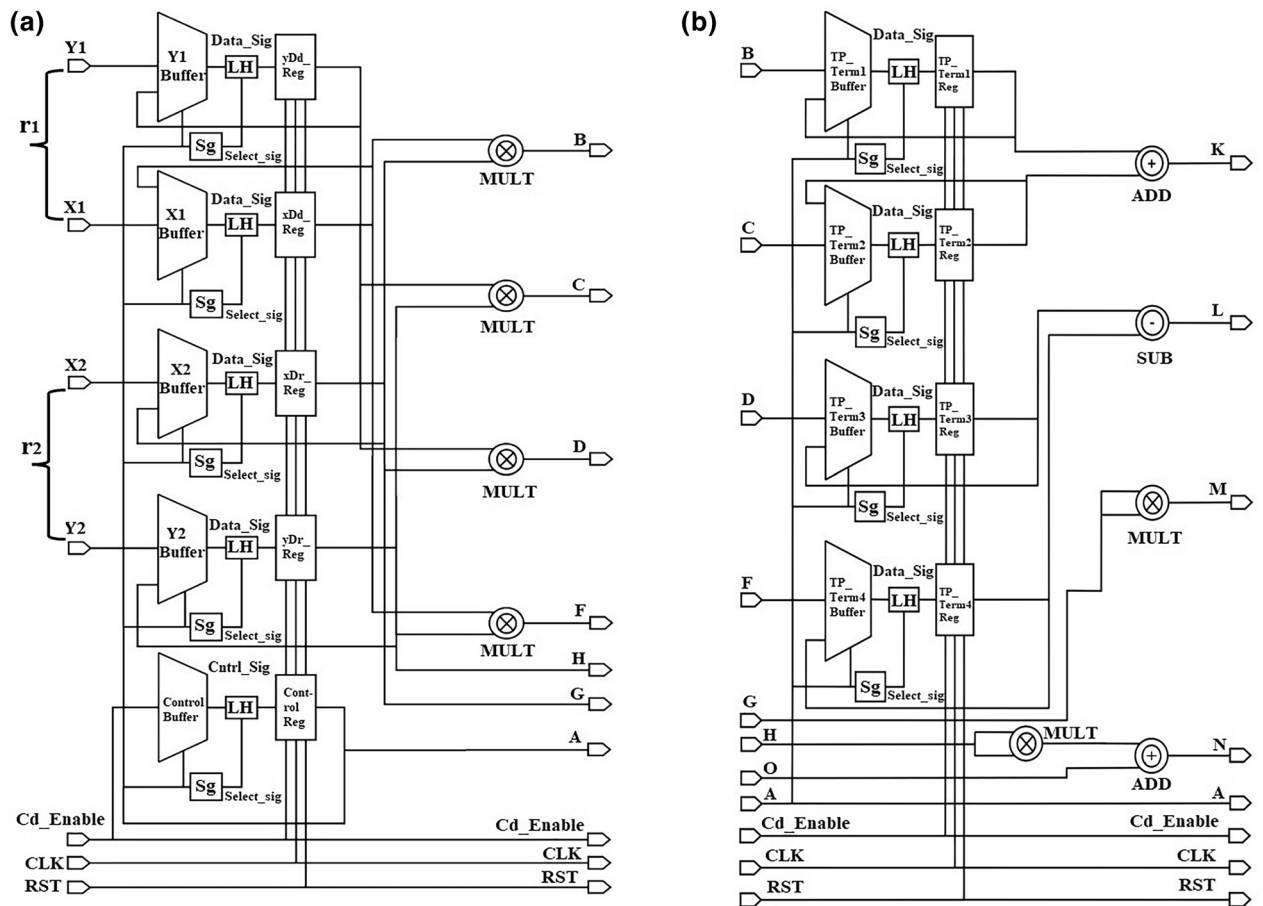 (a)
Y1
Y1
Buffer
Data_Sig
LH
yDd_
Reg
Sg
Select_sig
r1
B
MULT
X1
X1
Buffer
Data_Sig
LH
xDd_
Reg
Sg
Select_sig
C
MULT
X2
X2
Buffer
Data_Sig
LH
xDr_
Reg
Sg
Select_sig
r2
D
MULT
Y2
Y2
Buffer
Data_Sig
LH
yDr_
Reg
Sg
Select_sig
F
MULT
H
G
Control
Buffer
Cntrl_Sig
LH
Cont-
rol
Reg
Sg
Select_sig
A
Cd_Enable
Cd_Enable
CLK
CLK
RST
RST
(b)
B
TP_
Term1
Buffer
Data_Sig
LH
TP_
Term1
Reg
Sg
Select_sig
K
ADD
C
TP_
Term2
Buffer
Data_Sig
LH
TP_
Term2
Reg
Sg
Select_sig
L
SUB
D
TP_
Term3
Buffer
Data_Sig
LH
TP_
Term3
Reg
Sg
Select_sig
M
MULT
F
TP_
Term4
Buffer
Data_Sig
LH
TP_
Term4
Reg
Sg
Select_sig
G
H
MULT
N
ADD
O
A
A
Cd_Enable
Cd_Enable
CLK
CLK
RST
RST